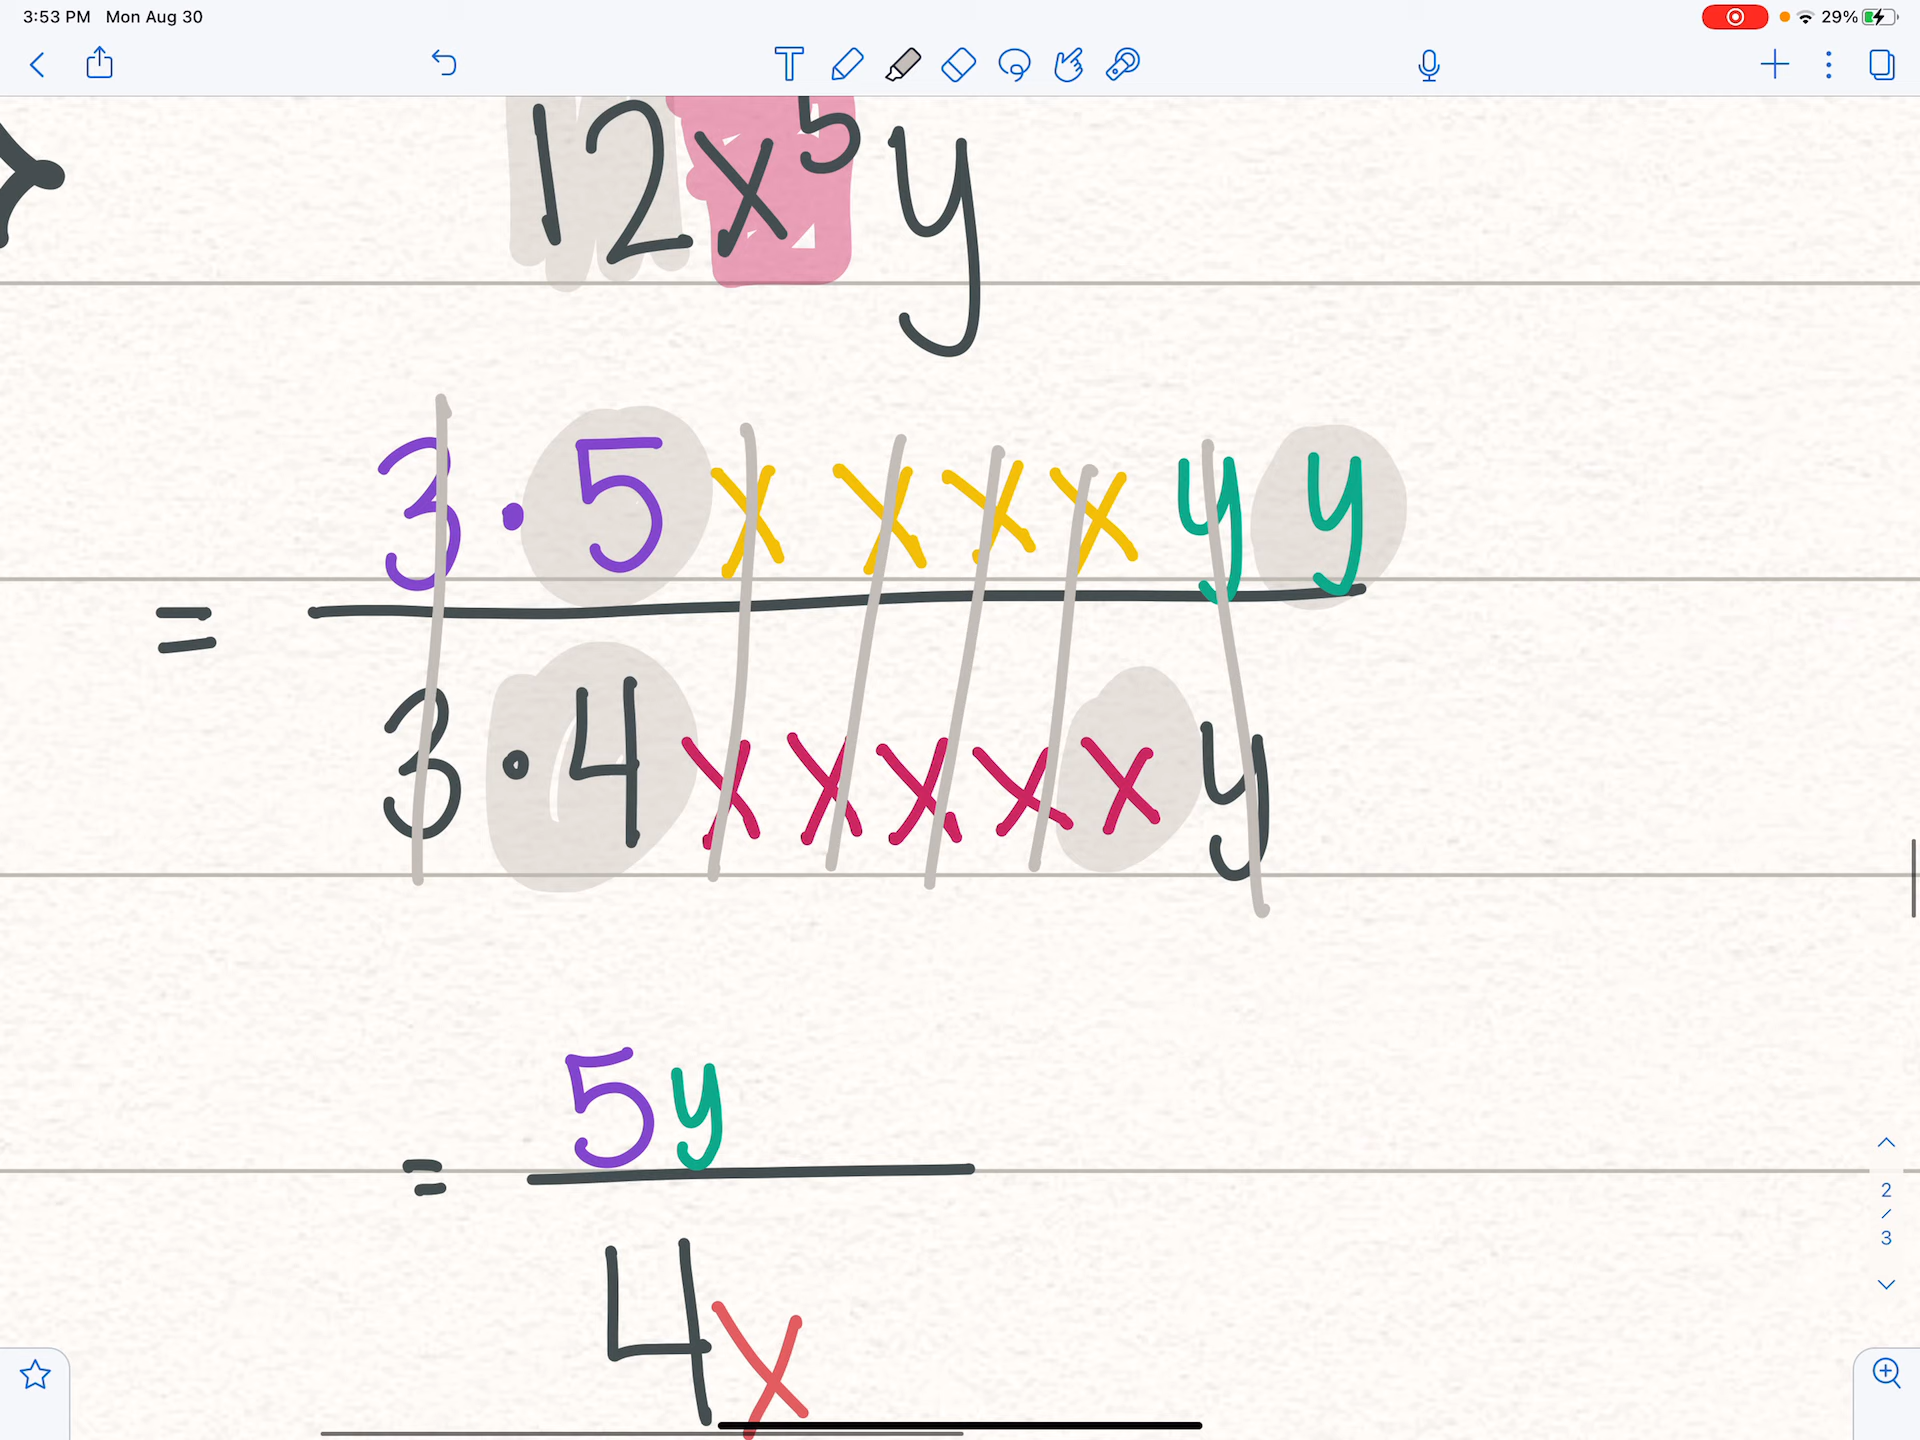 3:53 PM Mon Aug 30 29%
T
12x⁵y
3·5xxxxyy
=
3·4xxxxxy
5y
=
4x
2
/
3